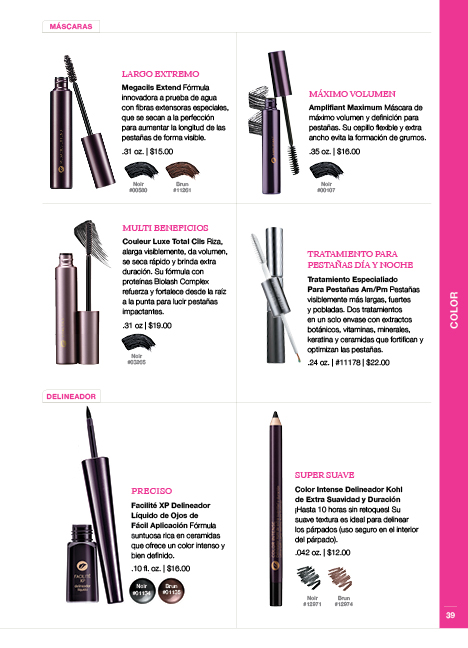 MÁSCARAS
LARGO EXTREMO
Megacils Extend Fórmula
innovadora a prueba de agua
con fibras extensoras especiales,
que se secan a la perfección
para aumentar la longitud de las
pestañas de forma visible.
.31 oz. | $15.00
Noir
#00580
Brun
#11201
MÁXIMO VOLUMEN
Amplifiant Maximum Máscara de
máximo volumen y definición para
pestañas. Su cepillo flexible y extra
ancho evita la formación de grumos.
.35 oz. | $16.00
Noir
#00107
MULTI BENEFICIOS
Couleur Luxe Total Cils Riza,
alarga visiblemente, da volumen,
se seca rápido y brinda extra
duración. Su fórmula con
proteínas Biolash Complex
refuerza y fortalece desde la raíz
a la punta para lucir pestañas
impactantes.
.31 oz | $19.00
Noir
TRATAMIENTO PARA
PESTAÑAS DÍA Y NOCHE
Tratamiento Especialiado
Para Pestañas Am/Pm Pestañas
visiblemente más largas, fuertes
y pobladas. Dos tratamientos
en un solo envase con extractos
botánicos, vitaminas, minerales,
keratina y ceramidas que fortifican y
optimizan las pestañas.
.24 oz. | #11178 | $22.00
COLOR
DELINEADOR
PRECISO
Facilité XP Delineador
Líquido de Ojos de
Fácil Aplicación Fórmula
suntuosa rica en ceramidas
que ofrece un color intenso y
bien definido.
.10 fl. oz. | $16.00
Noir
#01134
Brun
#01135
FACILITÉ
XP
SUPER SUAVE
Color Intense Delineador Kohl
de Extra Suavidad y Duración
¡Hasta 10 horas sin retoques! Su
suave textura es ideal para delinear
los párpados (uso seguro en el interior
del párpado).
.042 oz. | $12.00
Noir
#12971
Brun
#12974
39